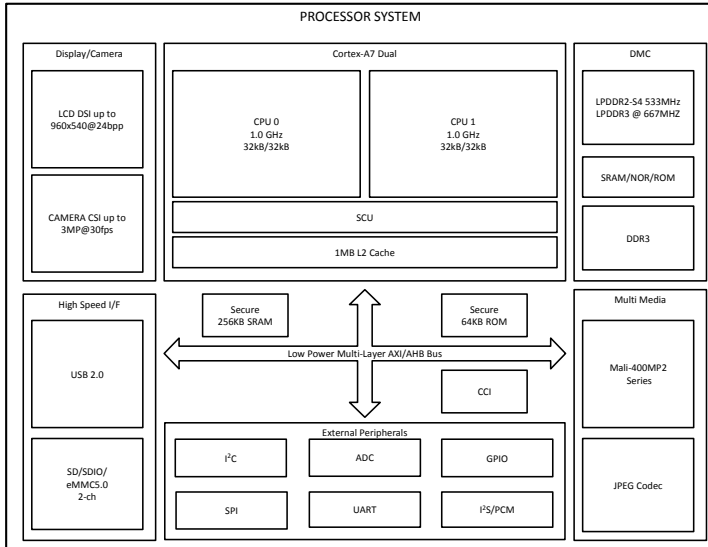 PROCESSOR SYSTEM
Display/Camera
LCD DSI up to
960x540@24bpp
CAMERA CSI up to
3MP@30fps
Cortex-A7 Dual
CPU 0
1.0 GHz
32kB/32kB
CPU 1
1.0 GHz
32kB/32kB
SCU
1MB L2 Cache
DMC
LPDDR2-S4 533MHz
LPDDR3 @ 667MHZ
SRAM/NOR/ROM
DDR3
High Speed I/F
USB 2.0
SD/SDIO/
eMMC5.0
2-ch
Secure
256KB SRAM
Secure
64KB ROM
Low Power Multi-Layer AXI/AHB Bus
CCI
External Peripherals
I²C
ADC
GPIO
SPI
UART
I²S/PCM
Multi Media
Mali-400MP2
Series
JPEG Codec